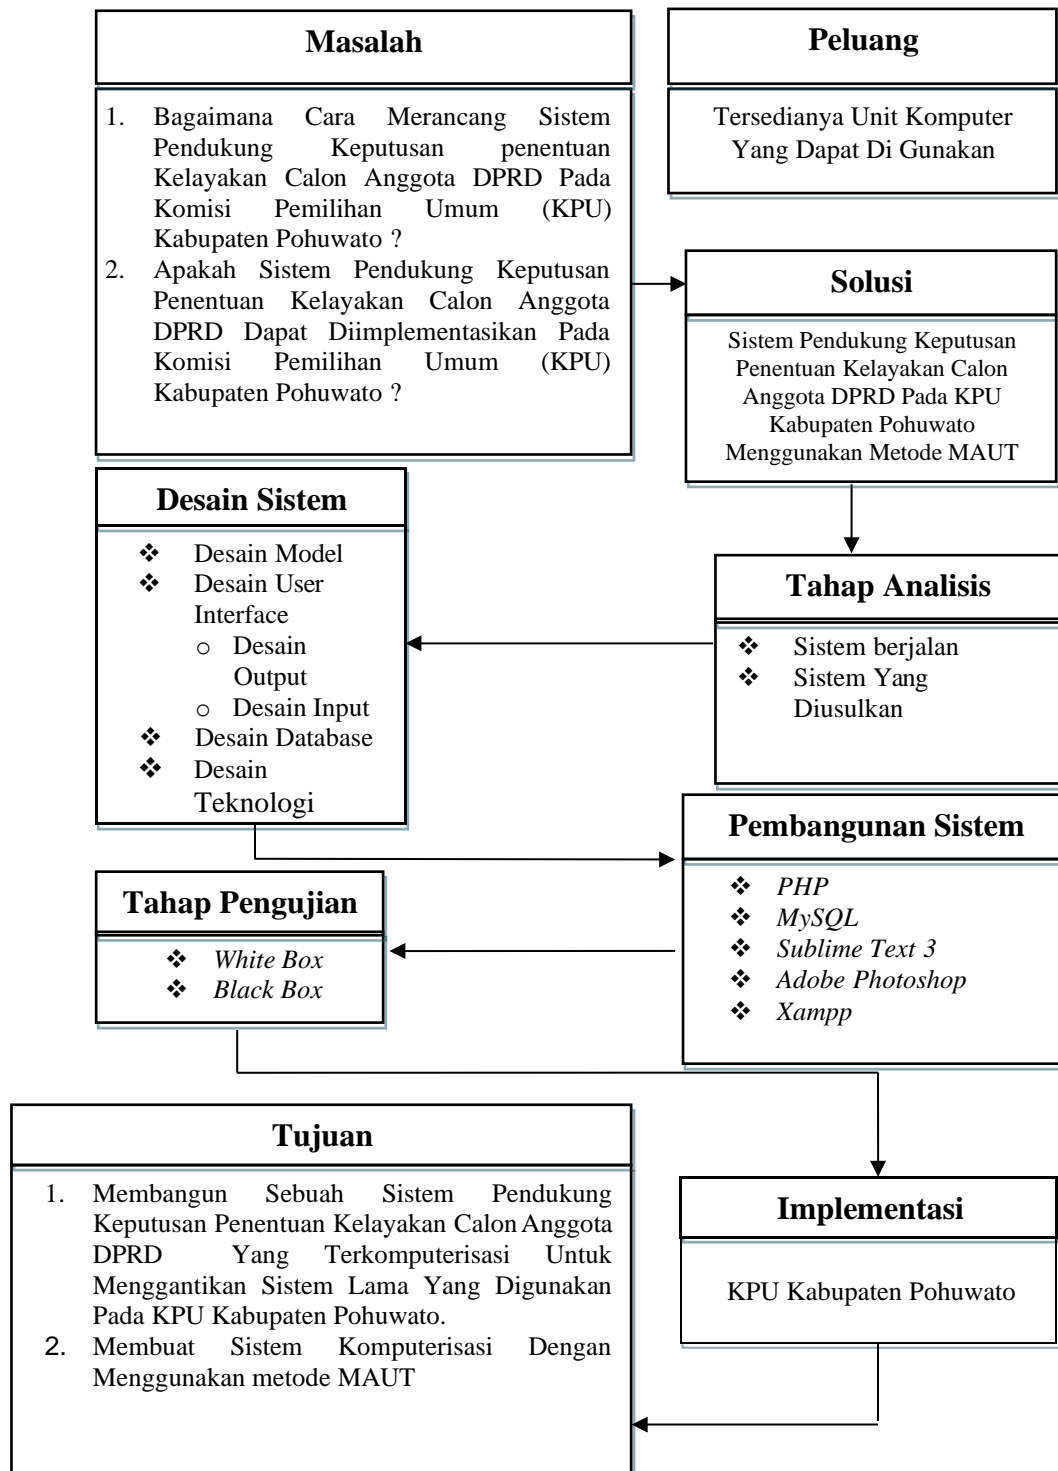 Masalah
1. Bagaimana Cara Merancang Sistem
Pendukung Keputusan penentuan
Kelayakan Calon Anggota DPRD Pada
Komisi Pemilihan Umum (KPU)
Kabupaten Pohuwato ?
2. Apakah Sistem Pendukung Keputusan
Penentuan Kelayakan Calon Anggota
DPRD Dapat Diimplementasikan Pada
Komisi Pemilihan Umum (KPU)
Kabupaten Pohuwato ?
Peluang
Tersedianya Unit Komputer
Yang Dapat Di Gunakan
Solusi
Sistem Pendukung Keputusan
Penentuan Kelayakan Calon
Anggota DPRD Pada KPU
Kabupaten Pohuwato
Menggunakan Metode MAUT
Tahap Analisis
❖ Sistem berjalan
❖ Sistem Yang
Diusulkan
Desain Sistem
❖ Desain Model
❖ Desain User
Interface
o Desain
Output
o Desain Input
❖ Desain Database
❖ Desain
Teknologi
Pembangunan Sistem
❖ PHP
❖ MySQL
❖ Sublime Text 3
❖ Adobe Photoshop
❖ Xampp
Tahap Pengujian
❖ White Box
❖ Black Box
Implementasi
KPU Kabupaten Pohuwato
Tujuan
1. Membangun Sebuah Sistem Pendukung
Keputusan Penentuan Kelayakan Calon Anggota
DPRD Yang Terkomputerisasi Untuk
Menggantikan Sistem Lama Yang Digunakan
Pada KPU Kabupaten Pohuwato.
2. Membuat Sistem Komputerisasi Dengan
Menggunakan metode MAUT